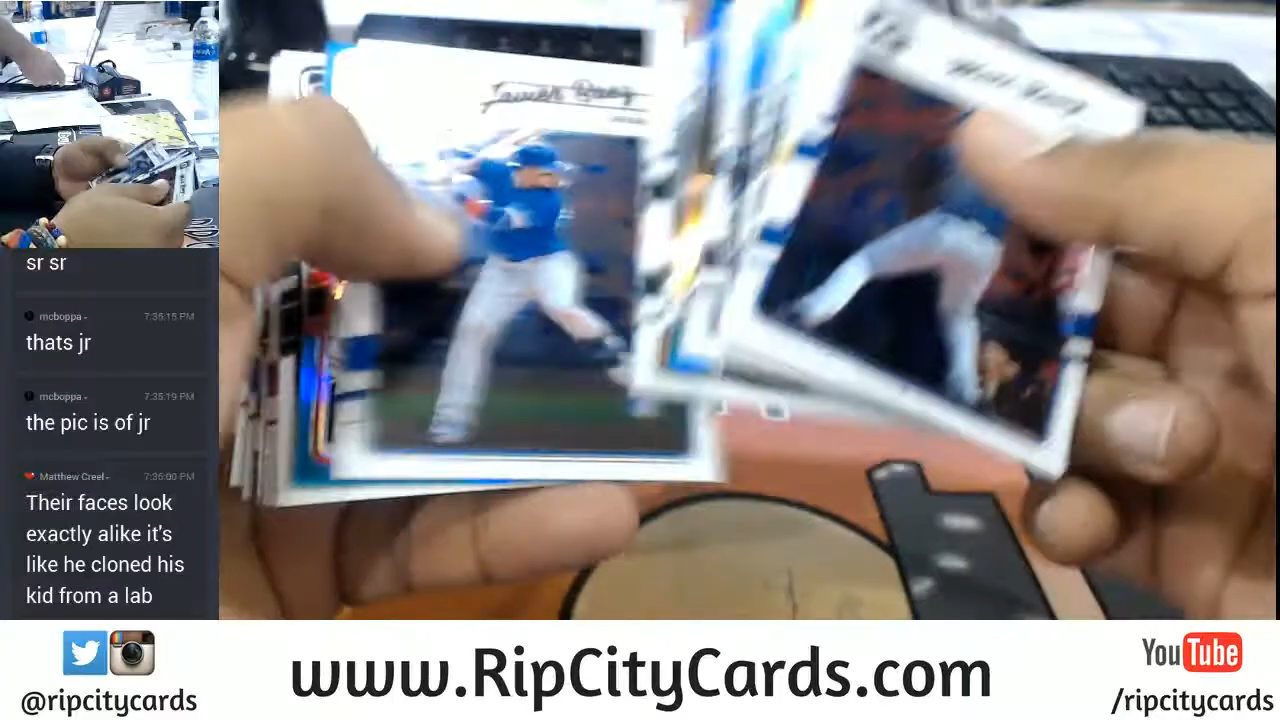 Javier Baez
sr sr
mcboppa- 7:35:15 PM
thats jr
mcboppa- 7:35:19 PM
the pic is of jr
Matthew Creel- 7:36:00 PM
Their faces look
exactly alike it's
like he cloned his
kid from a lab
@ripcitycards
www.RipCityCards.com
YouTube
/ripcitycards